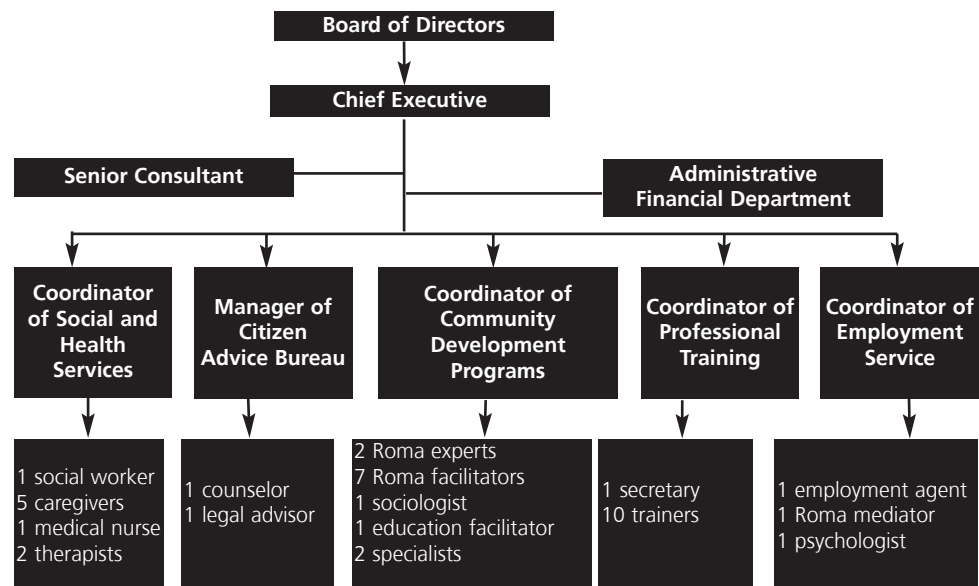 Board of Directors
Chief Executive
Senior Consultant
Administrative
Financial Department
Coordinator
of Social and
Health
Services
Manager of
Citizen
Advice Bureau
Coordinator of
Community
Development
Programs
Coordinator of
Professional
Training
Coordinator of
Employment
Service
1 social worker
5 caregivers
1 medical nurse
2 therapists
1 counselor
1 legal advisor
2 Roma experts
7 Roma facilitators
1 sociologist
1 education facilitator
2 specialists
1 secretary
10 trainers
1 employment agent
1 Roma mediator
1 psychologist